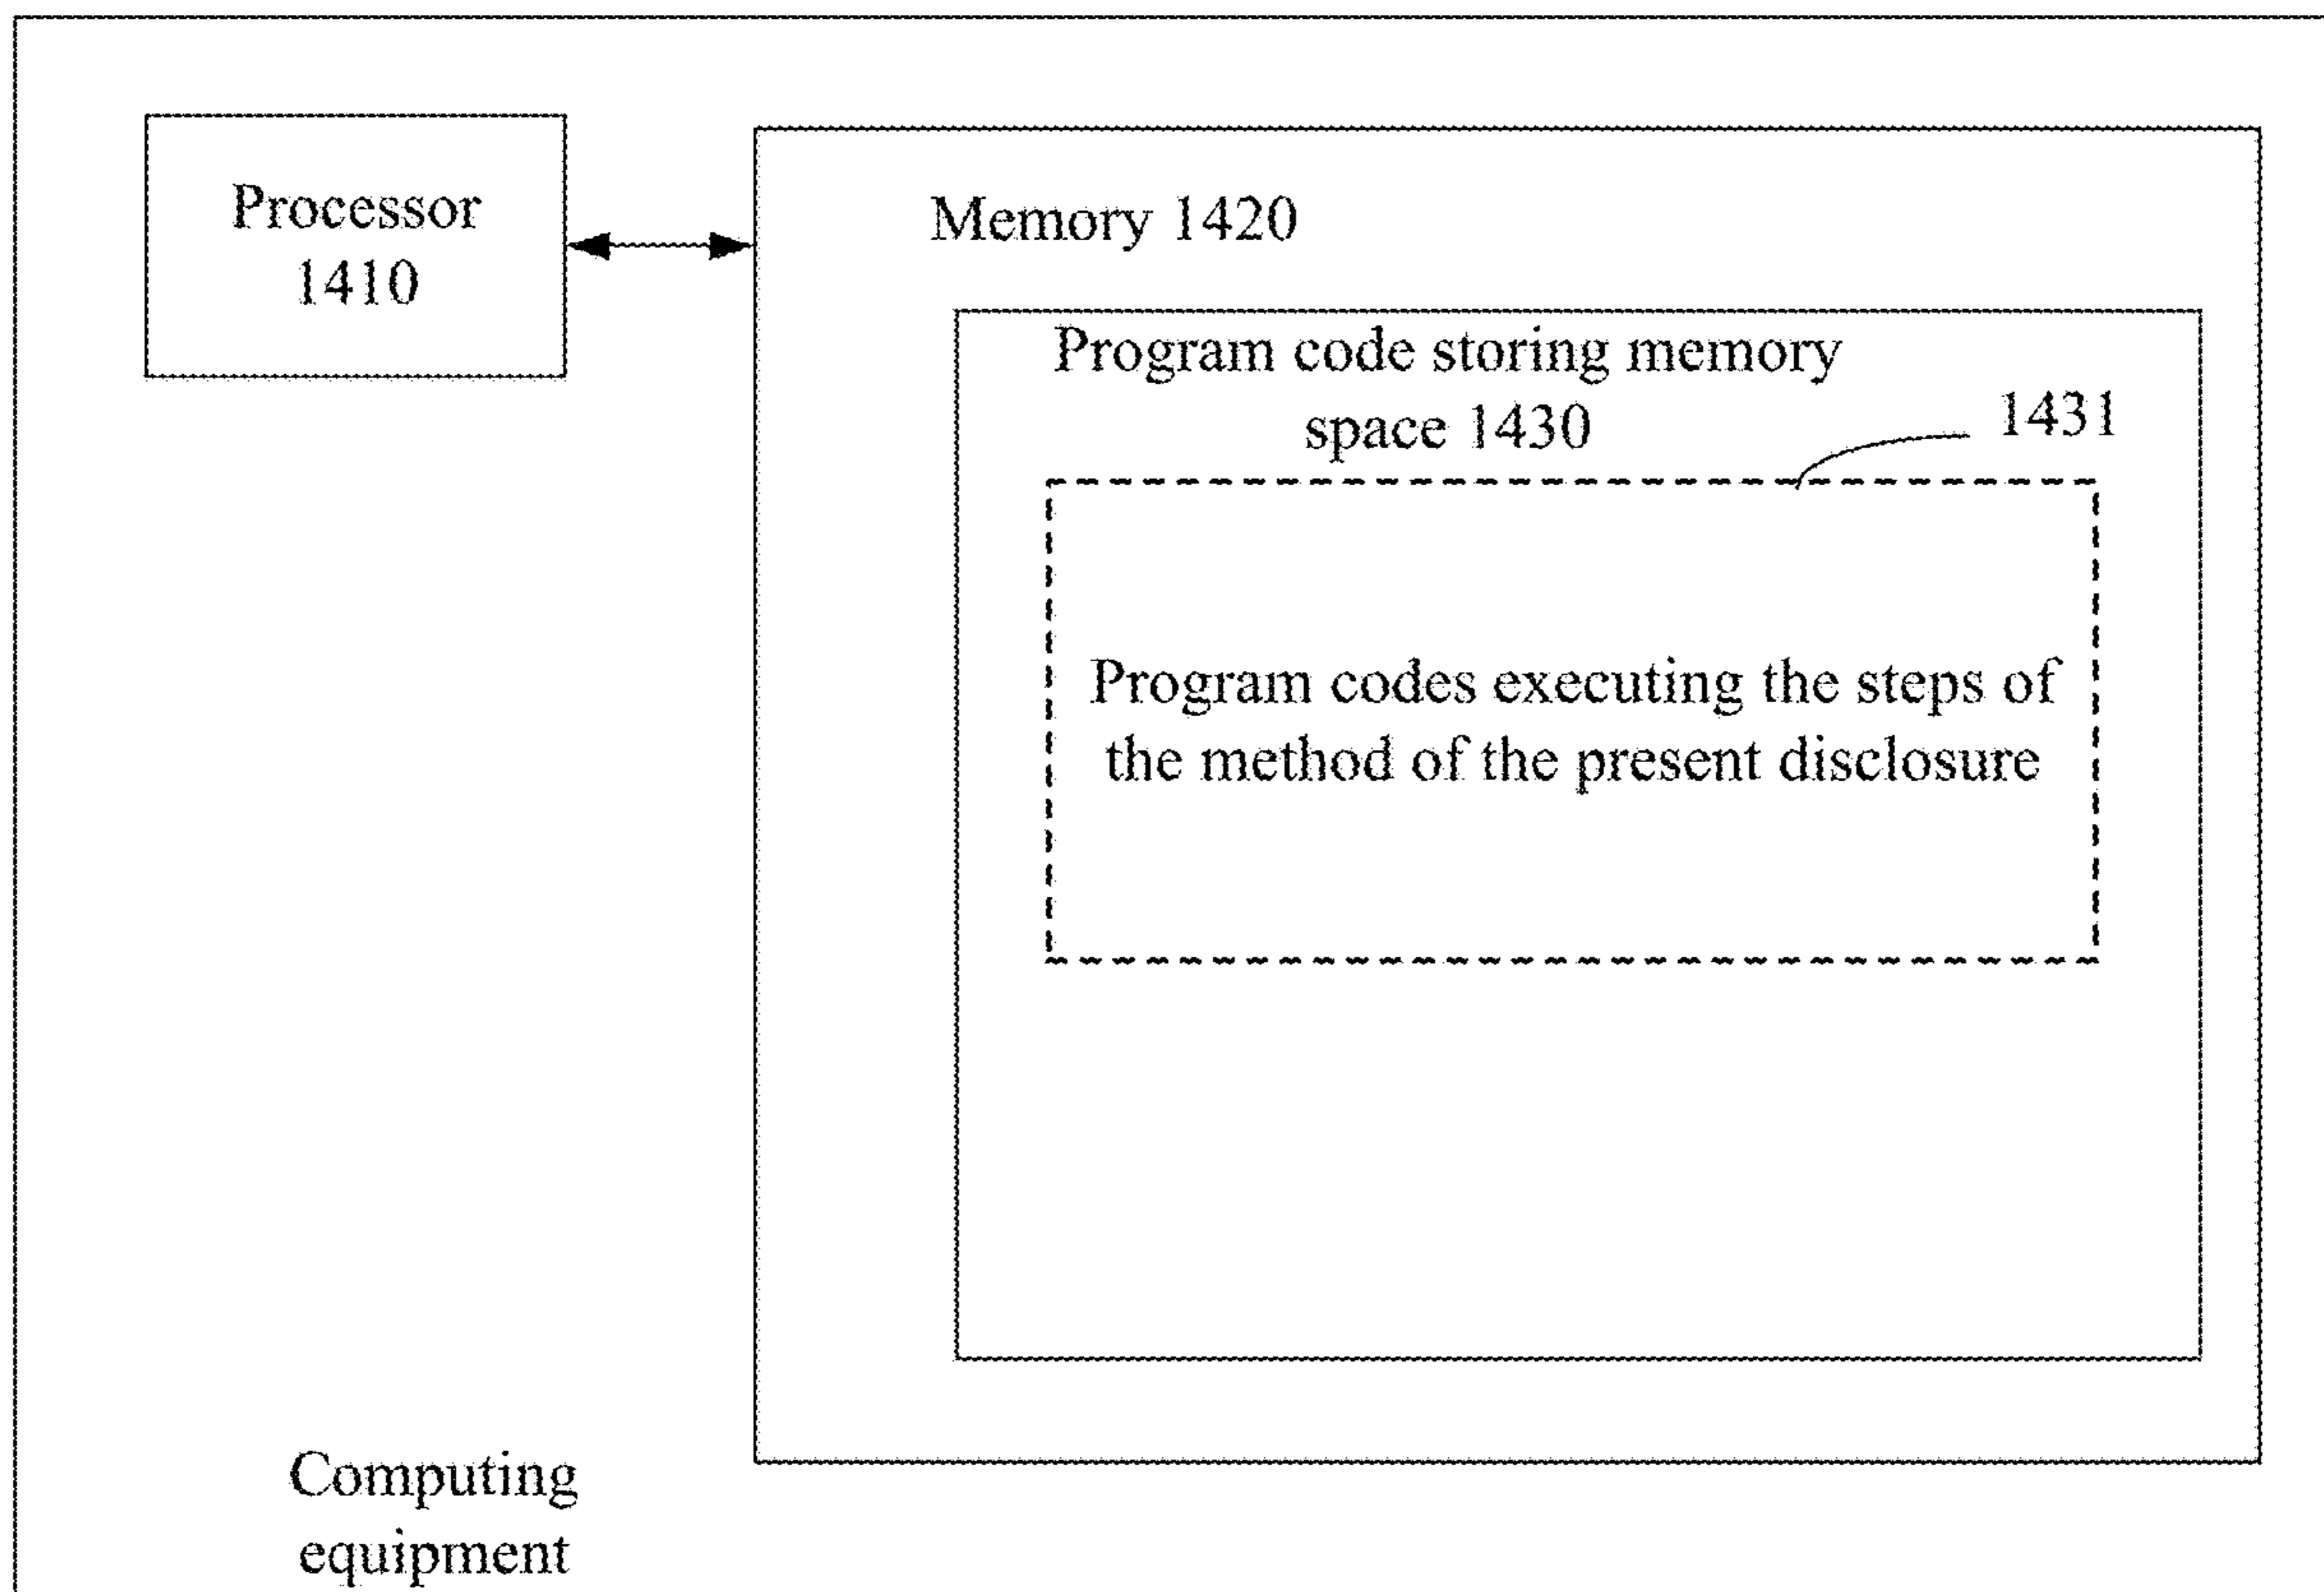 Processor
1410
Memory 1420
Program code storing memory
space 1430
1431
Program codes executing the steps of
the method of the present disclosure
Computing
equipment